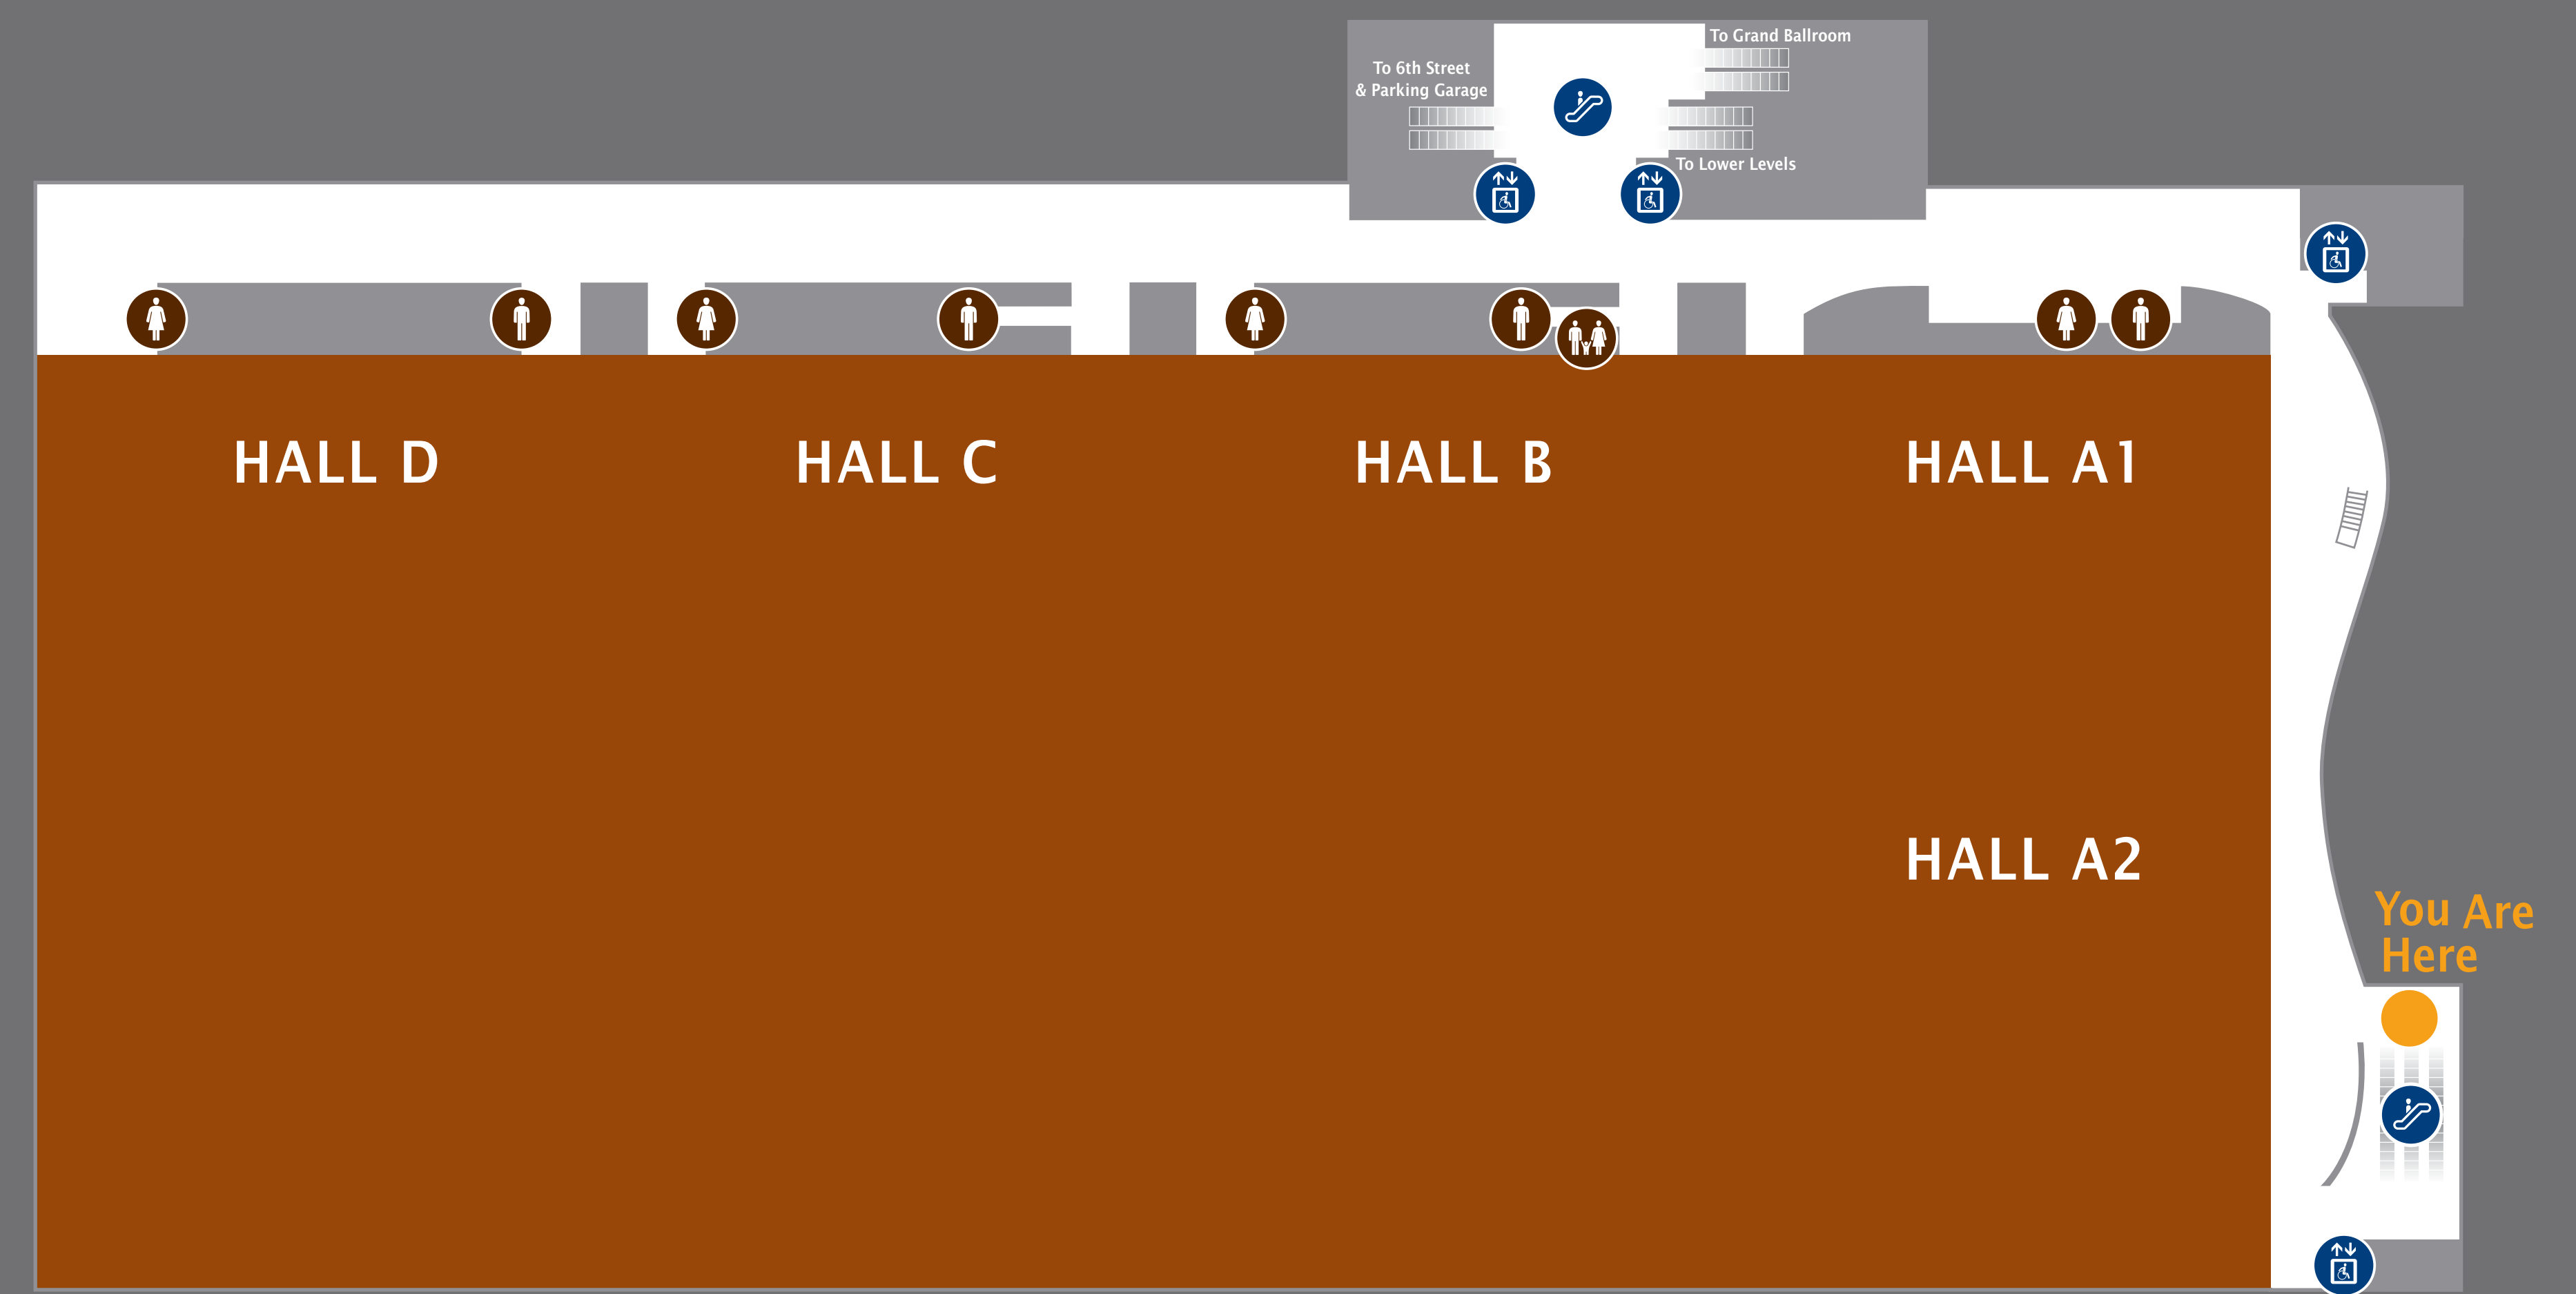 To Grand Ballroom
To 6th Street
& Parking Garage
To Lower Levels
HALL D
HALL C
HALL B
HALL A1
HALL A2
You Are
Here